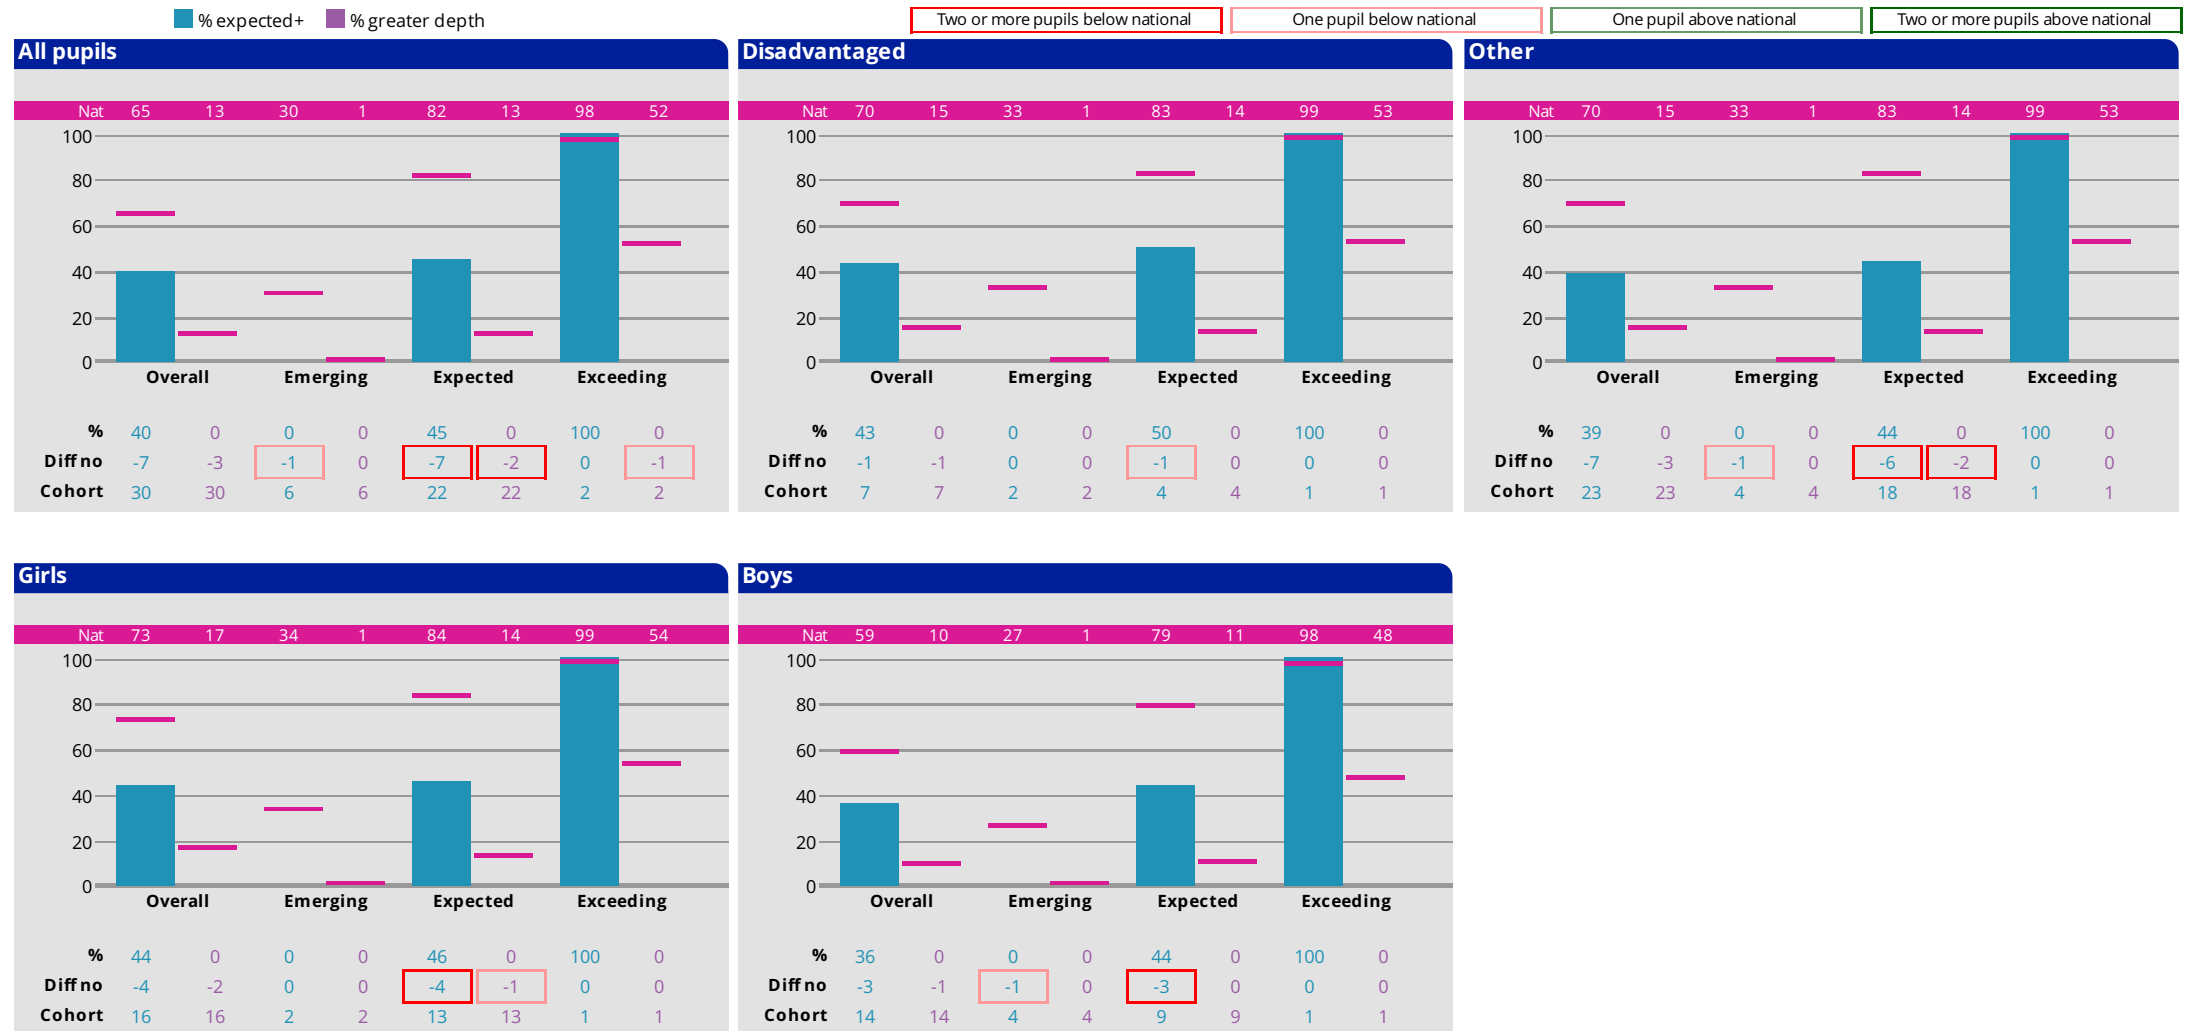 % expected+ % greater depth Two or more pupils below national One pupil below national One pupil above national Two or more pupils above national
All pupils
Nat 65 13 30 1 82 13 98 52
100
80
60
40
20
0
Overall Emerging Expected Exceeding
% 40 0 0 0 45 0 100 0
Diff no -7 -3 -1 0 -7 -2 0 -1
Cohort 30 30 6 6 22 22 2 2
Disadvantaged
Nat 70 15 33 1 83 14 99 53
100
80
60
40
20
0
Overall Emerging Expected Exceeding
% 43 0 0 0 50 0 100 0
Diff no -1 -1 0 0 -1 0 0 0
Cohort 7 7 2 2 4 4 1 1
Other
Nat 70 15 33 1 83 14 99 53
100
80
60
40
20
0
Overall Emerging Expected Exceeding
% 39 0 0 0 44 0 100 0
Diff no -7 -3 -1 0 -6 -2 0 0
Cohort 23 23 4 4 18 18 1 1
Girls
Nat 73 17 34 1 84 14 99 54
100
80
60
40
20
0
Overall Emerging Expected Exceeding
% 44 0 0 0 46 0 100 0
Diff no -4 -2 0 0 -4 -1 0 0
Cohort 16 16 2 2 13 13 1 1
Boys
Nat 59 10 27 1 79 11 98 48
100
80
60
40
20
0
Overall Emerging Expected Exceeding
% 36 0 0 0 44 0 100 0
Diff no -3 -1 -1 0 -3 0 0 0
Cohort 14 14 4 4 9 9 1 1